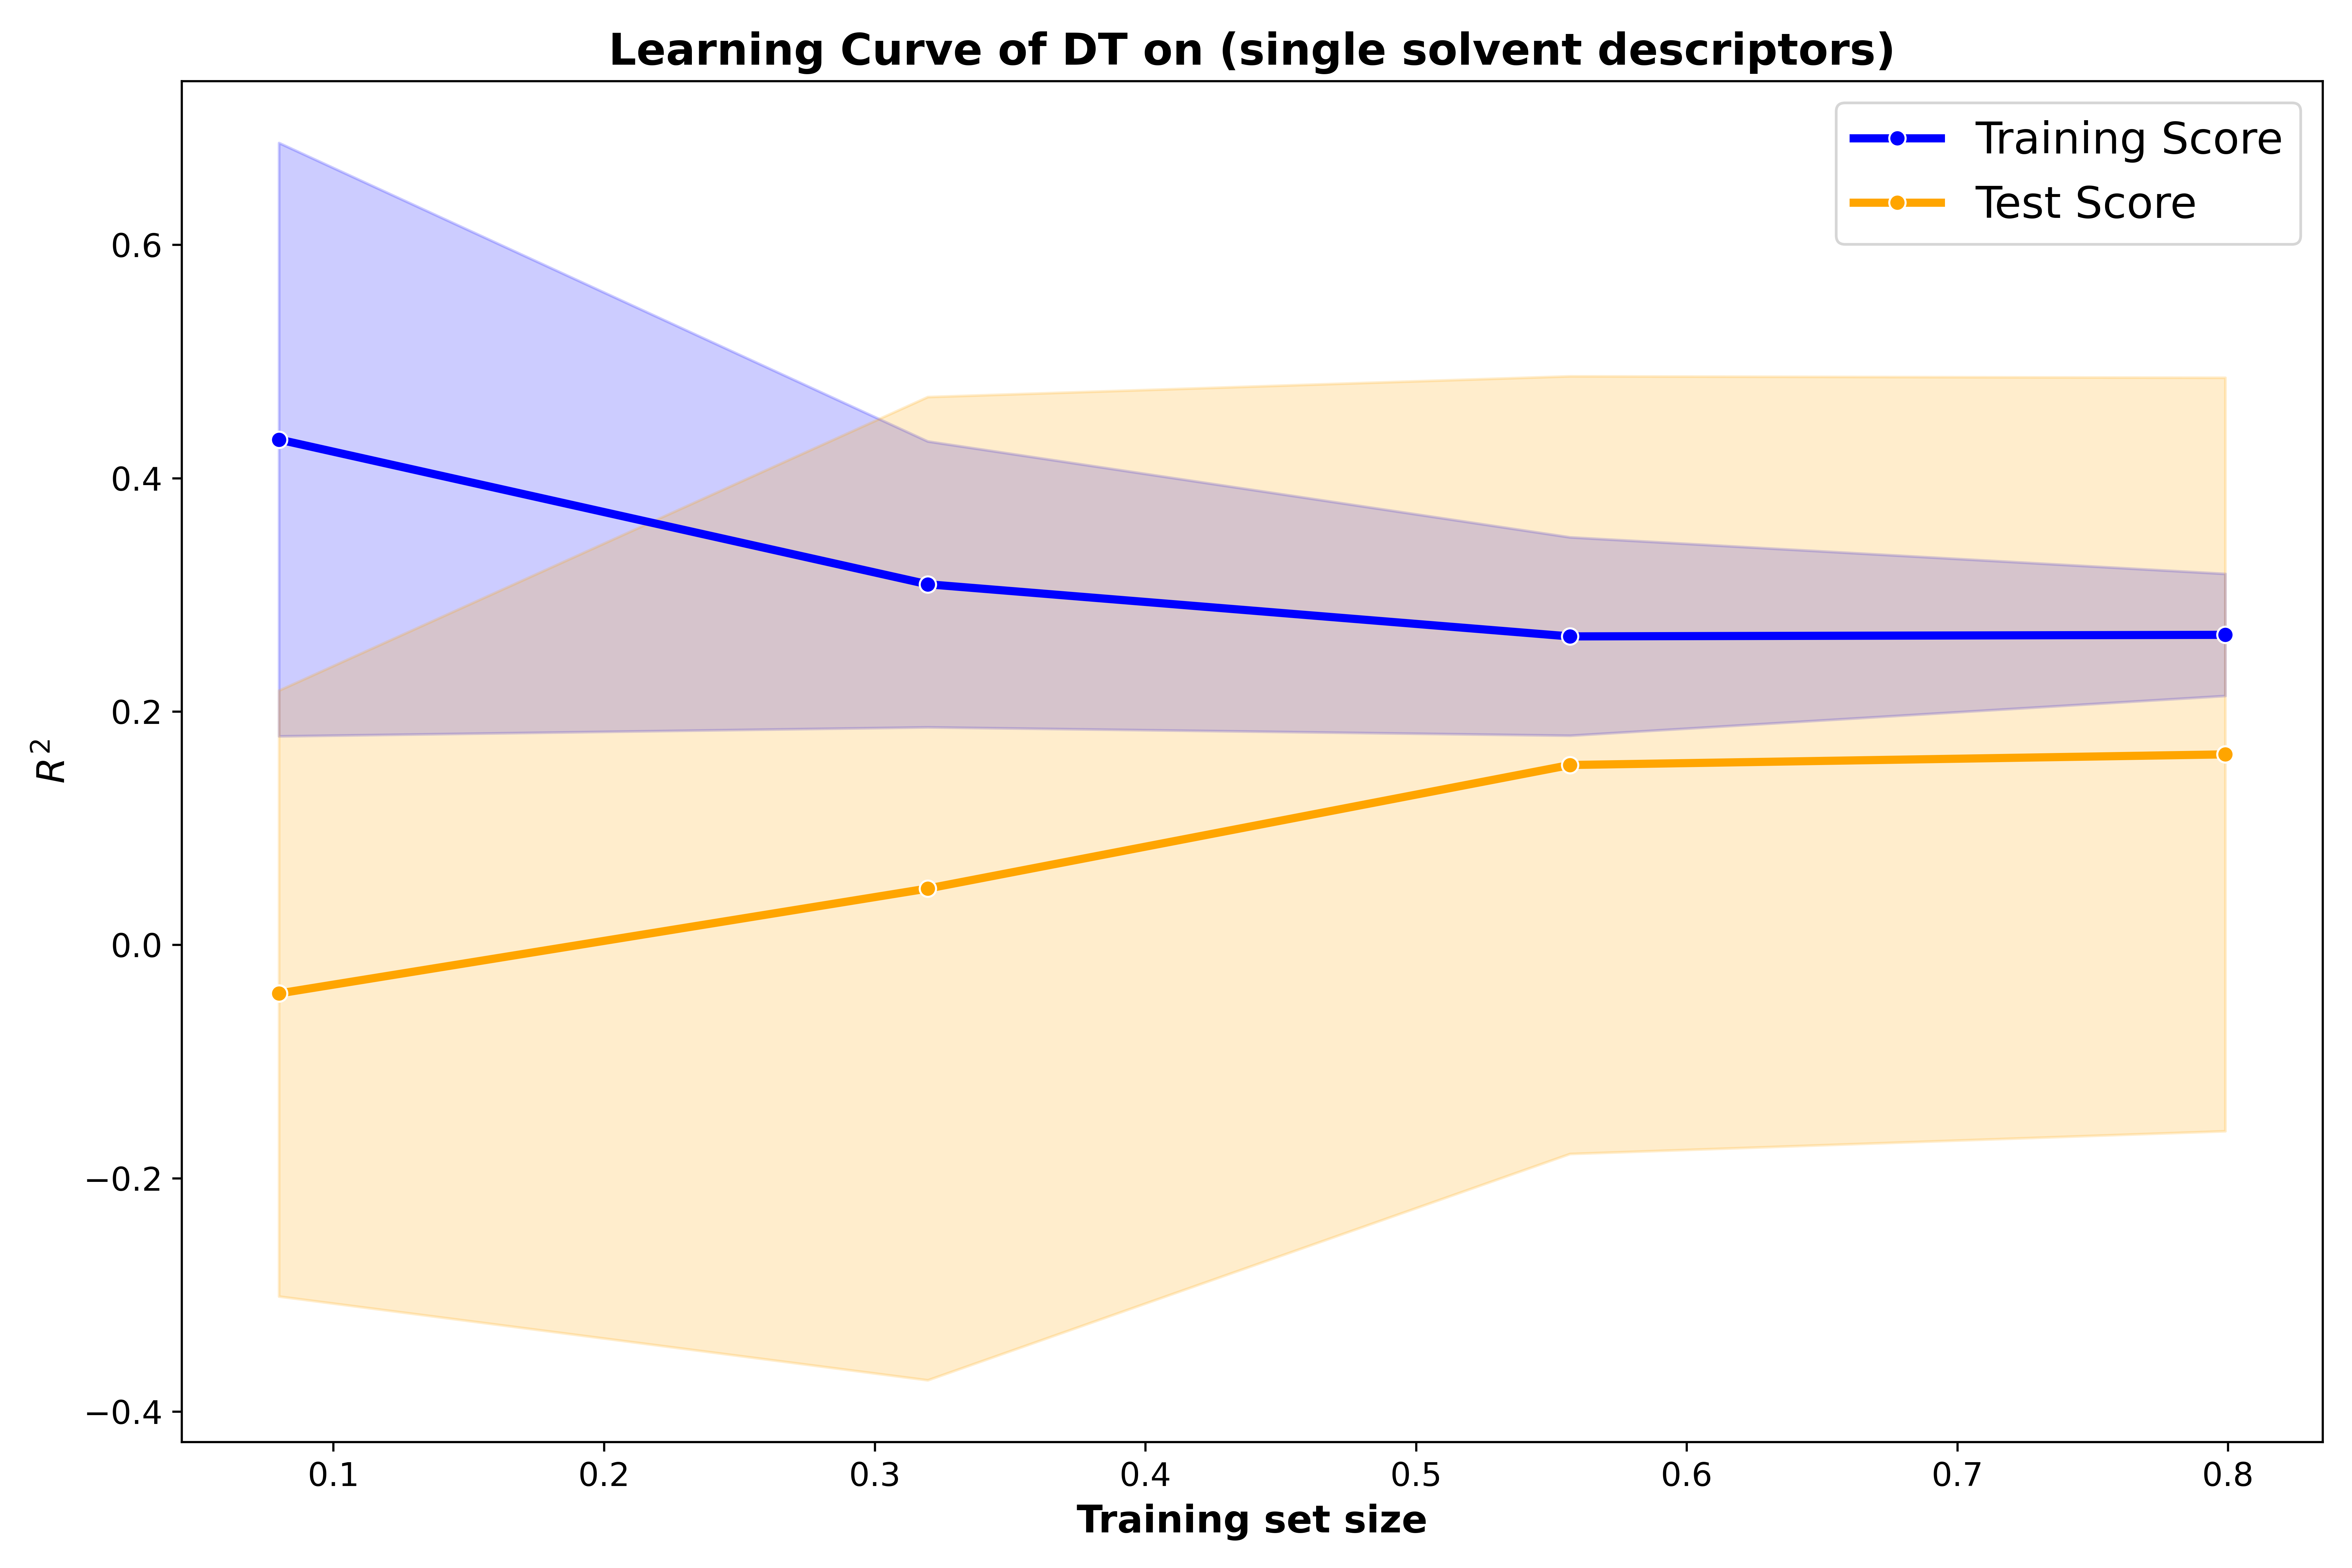 Learning Curve of DT on (single solvent descriptors)
Training Score
Test Score
0.6
0.4
0.2
0.0
−0.2
−0.4
R²
0.1 0.2 0.3 0.4 0.5 0.6 0.7 0.8
Training set size